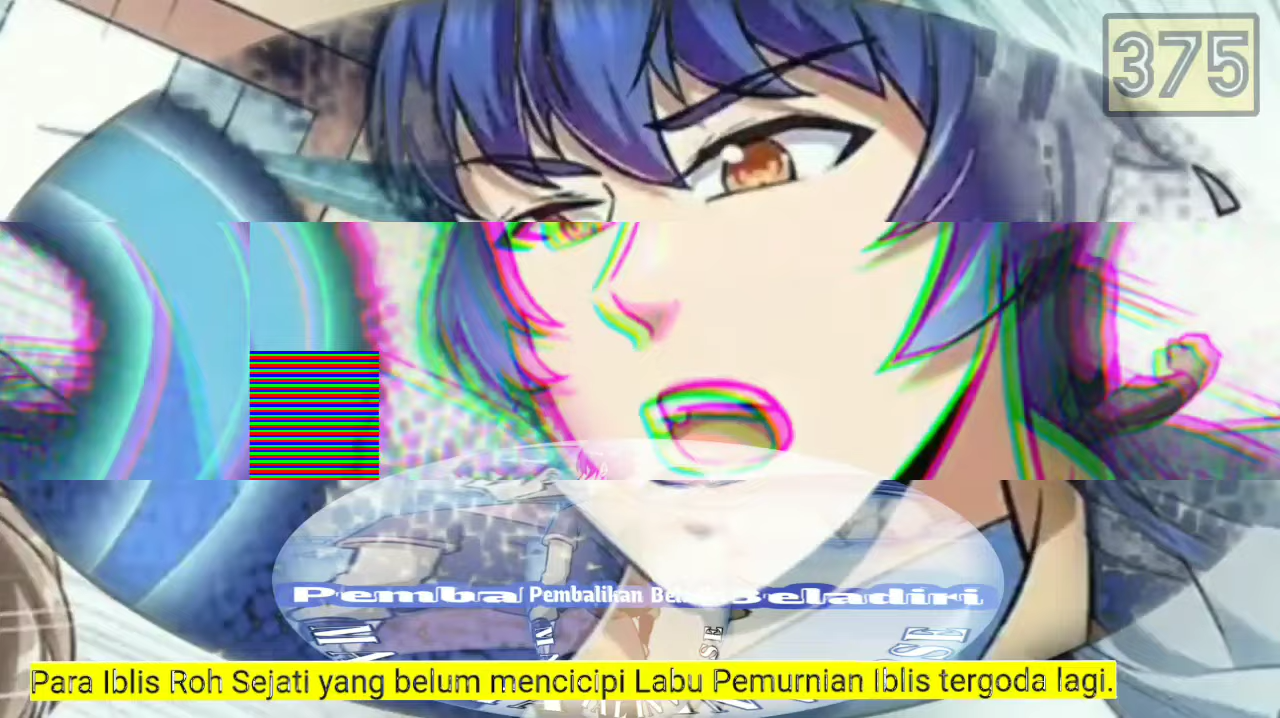 375
Pembalikan Beladiri
Para Iblis Roh Sejati yang belum mencicipi Labu Pemurnian Iblis tergoda lagi.